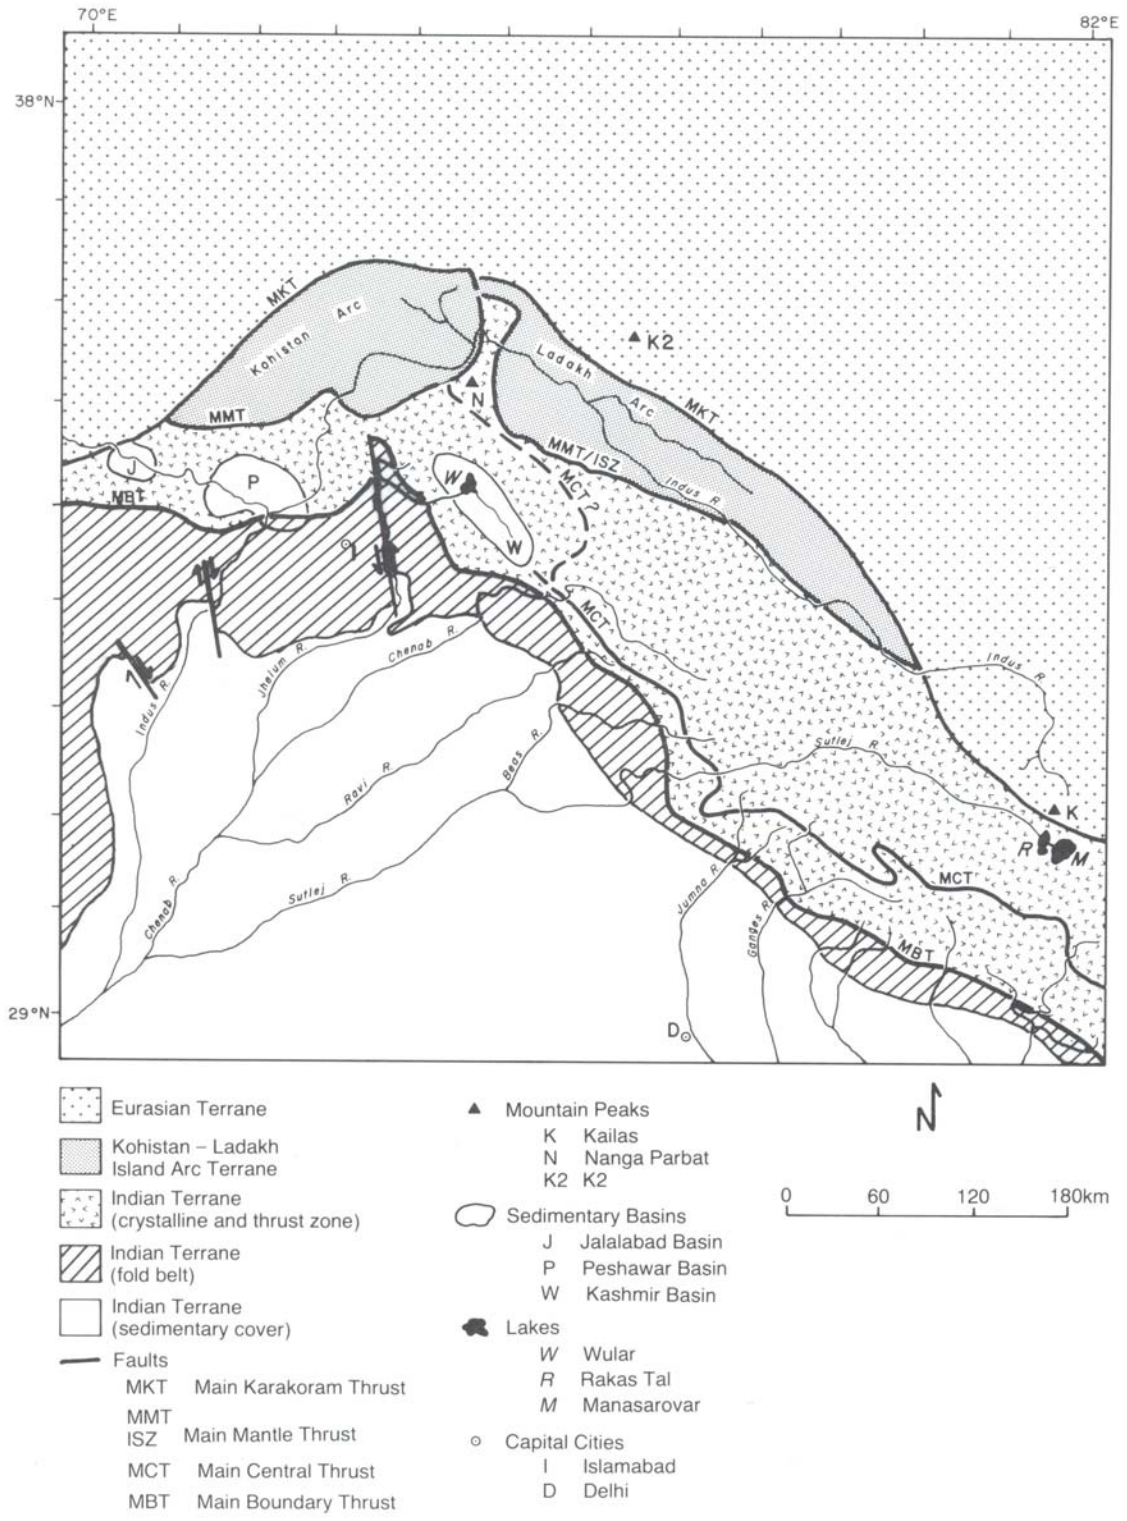 70°E
82°E
38°N
MKT
Kohistan Arc
K2
Ladakh Arc
MKT
N
MMT
MMT/ISZ
J
P
W
MCT?
Indus R
MBT
W
I
MCT
Chenab R.
Jhelum R.
Indus R.
Indus R.
Sutlej R.
Beas R.
Ravi R.
K
R
M
MCT
Jumna R.
Sutlej R.
Chenab R.
Ganges R.
MBT
29°N
D
N
Eurasian Terrane
Kohistan – Ladakh
Island Arc Terrane
Indian Terrane
(crystalline and thrust zone)
Indian Terrane
(fold belt)
Indian Terrane
(sedimentary cover)
Faults
MKT Main Karakoram Thrust
MMT
ISZ Main Mantle Thrust
MCT Main Central Thrust
MBT Main Boundary Thrust
Mountain Peaks
K Kailas
N Nanga Parbat
K2 K2
Sedimentary Basins
J Jalalabad Basin
P Peshawar Basin
W Kashmir Basin
Lakes
W Wular
R Rakas Tal
M Manasarovar
Capital Cities
I Islamabad
D Delhi
0 60 120 180km